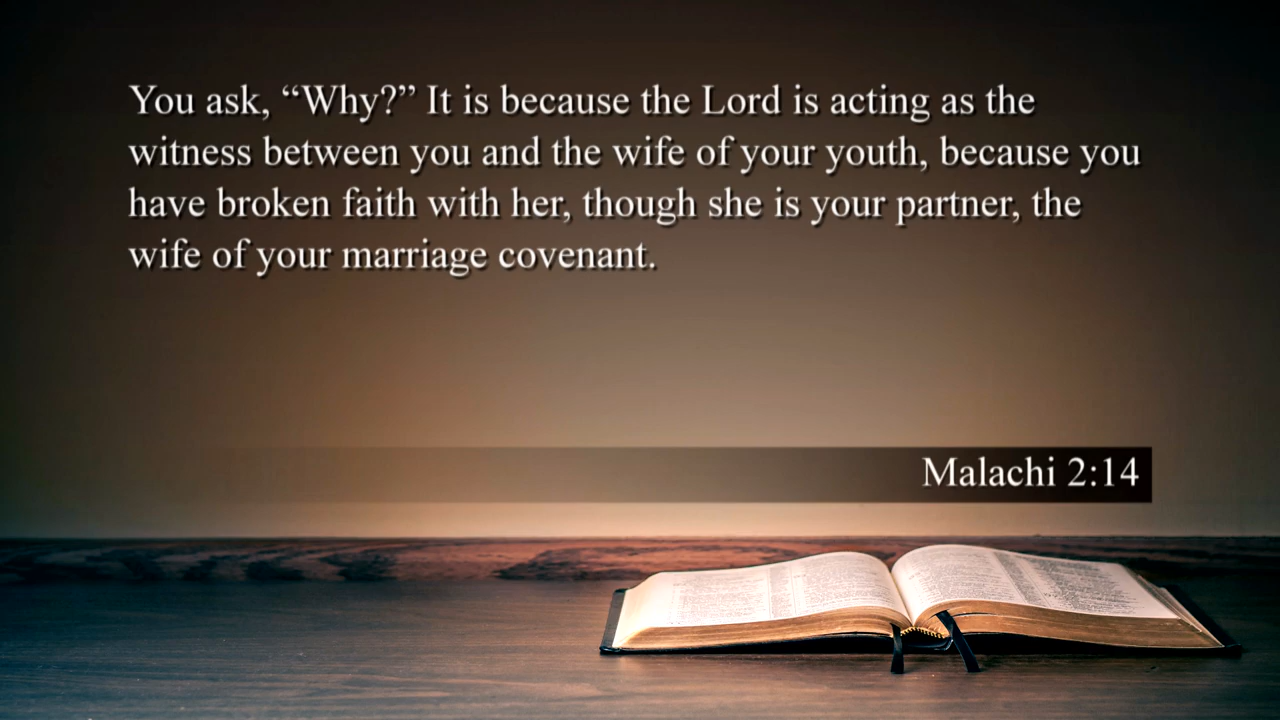 You ask, “Why?” It is because the Lord is acting as the
witness between you and the wife of your youth, because you
have broken faith with her, though she is your partner, the
wife of your marriage covenant.
Malachi 2:14